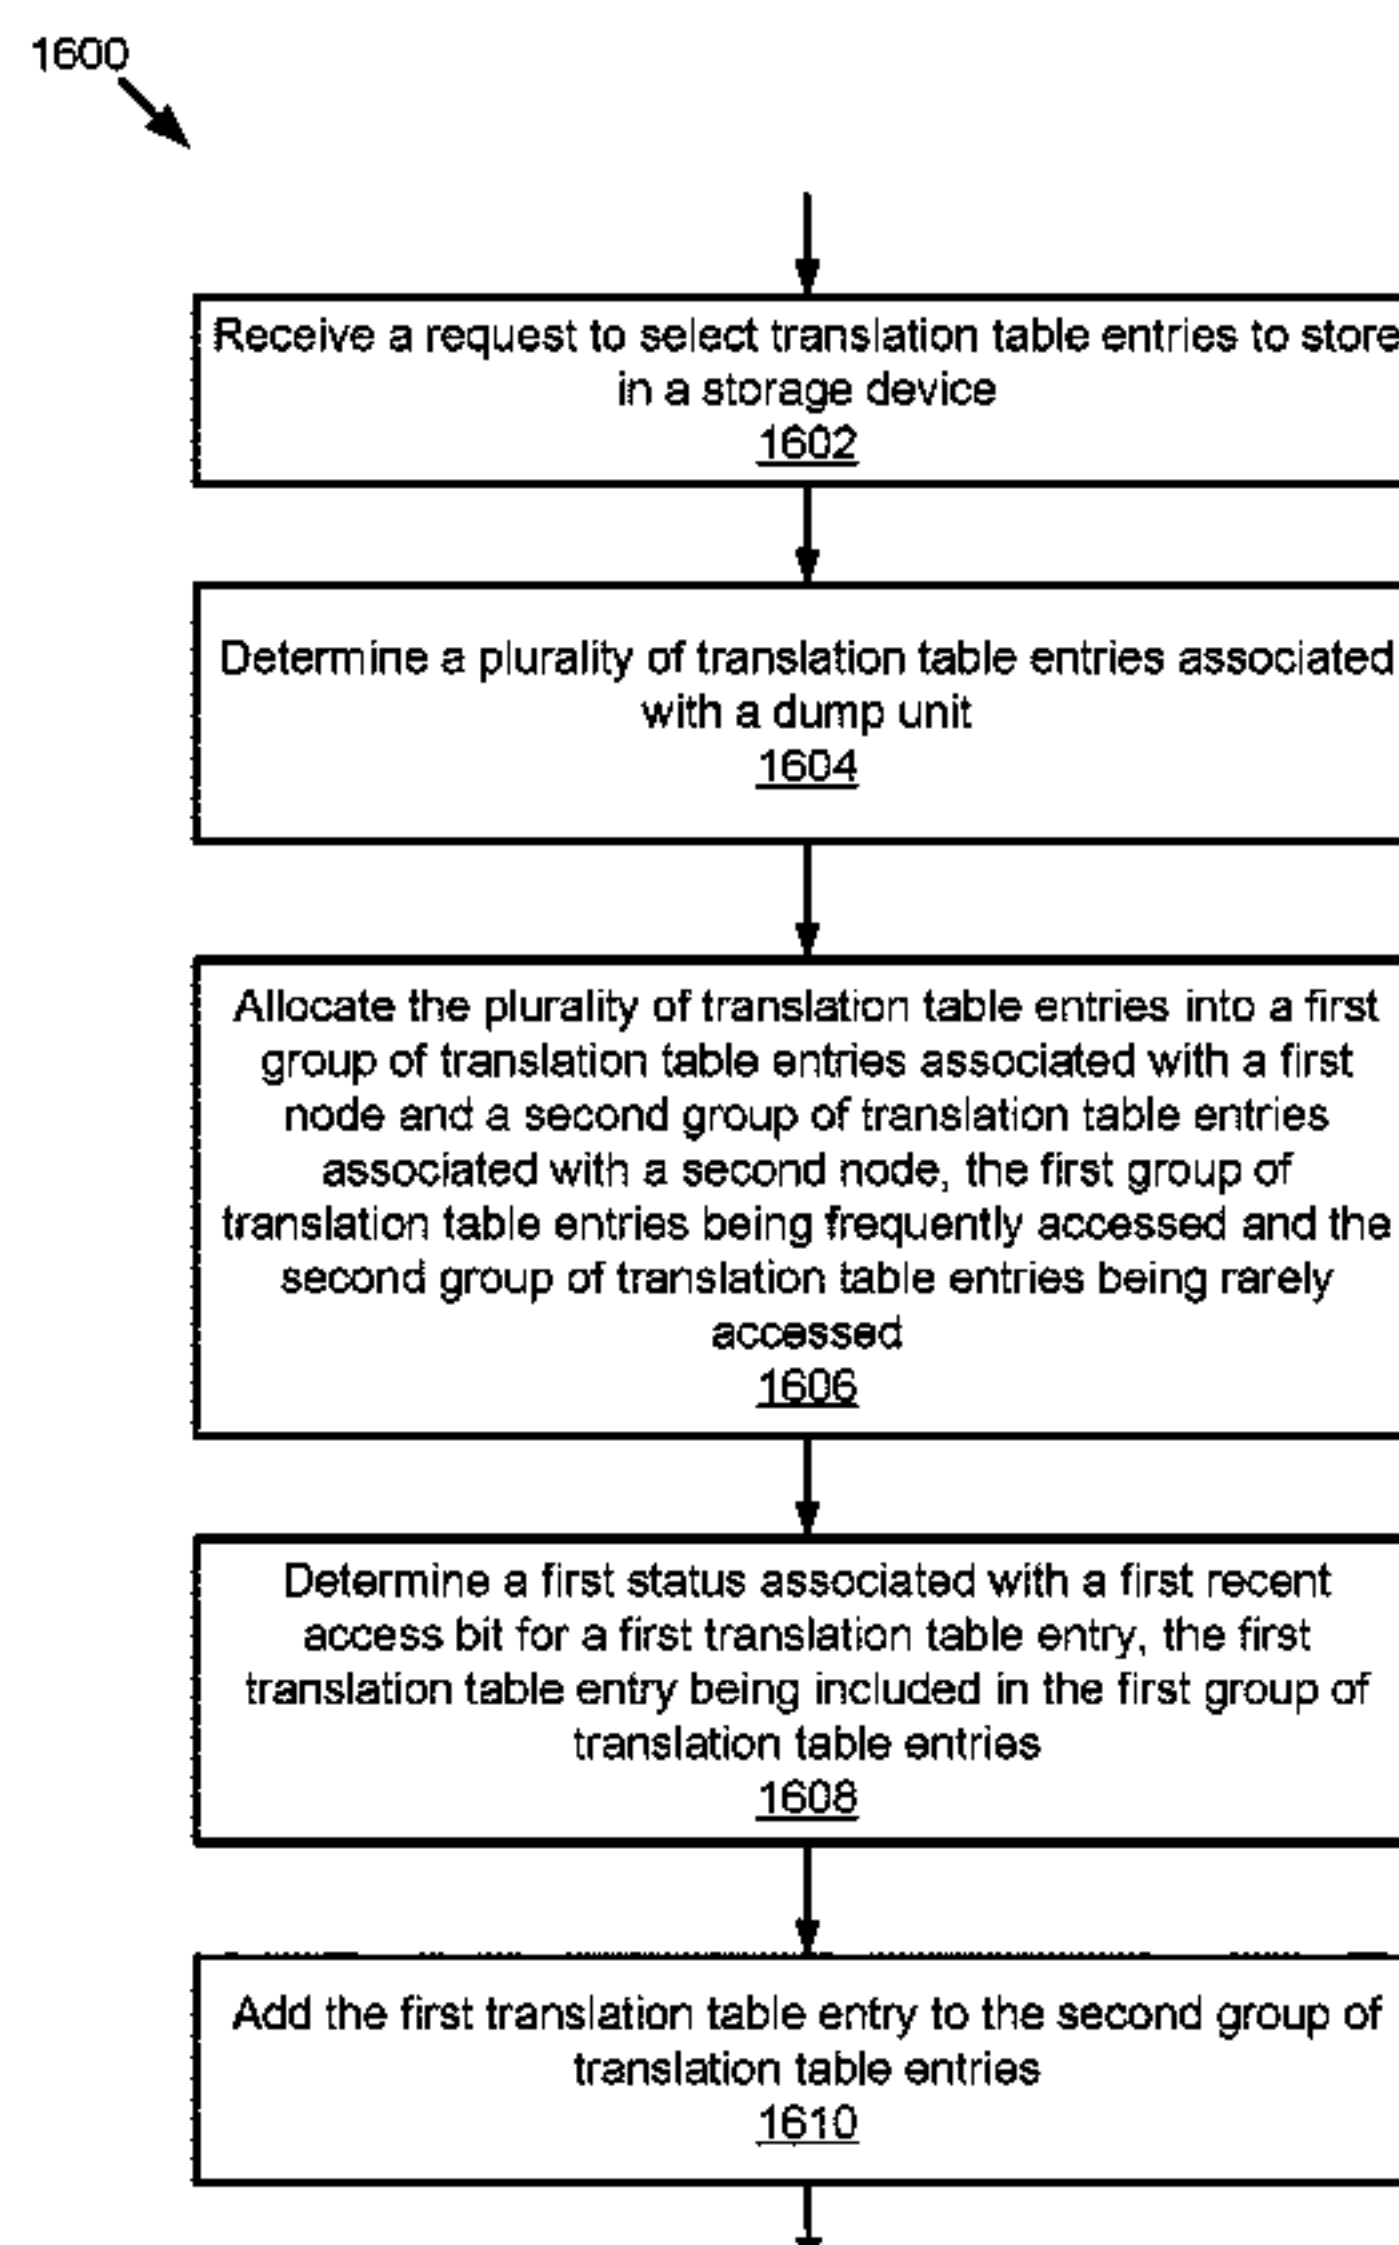 1600
Receive a request to select translation table entries to store
in a storage device
1602
Determine a plurality of translation table entries associated
with a dump unit
1604
Allocate the plurality of translation table entries into a first
group of translation table entries associated with a first
node and a second group of translation table entries
associated with a second node, the first group of
translation table entries being frequently accessed and the
second group of translation table entries being rarely
accessed
1606
Determine a first status associated with a first recent
access bit for a first translation table entry, the first
translation table entry being included in the first group of
translation table entries
1608
Add the first translation table entry to the second group of
translation table entries
1610